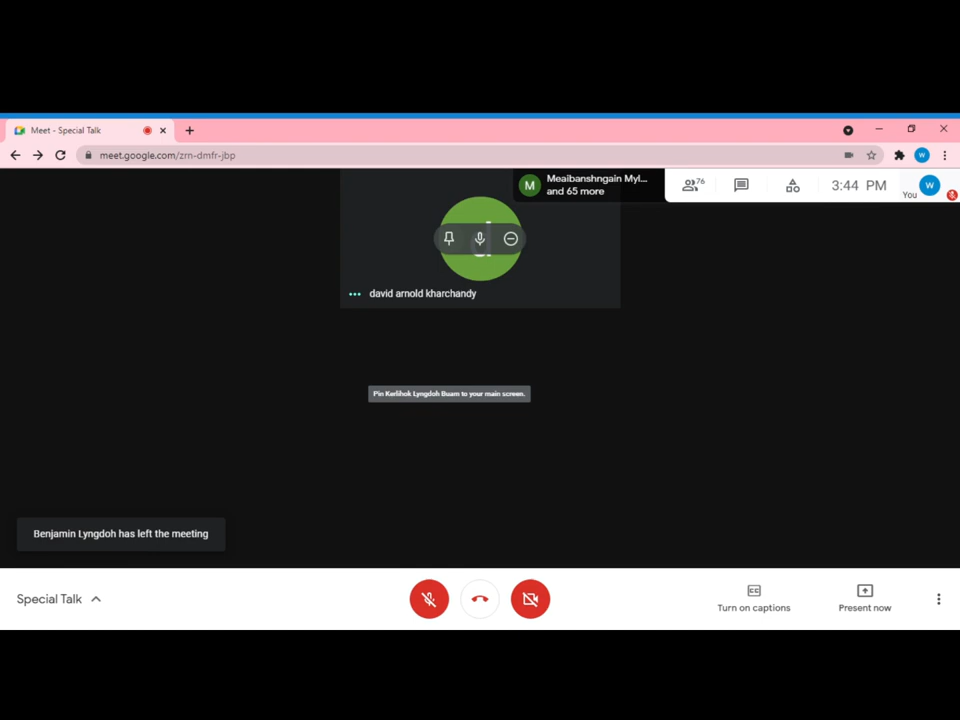 Meet - Special Talk
meet.google.com/zrn-dmfr-jbp
W
M
Meaibanshngain Myl...
and 65 more
76
3:44 PM
You
W
d
david arnold kharchandy
Pin Kerlihok Lyngdoh Buam to your main screen.
Benjamin Lyngdoh has left the meeting
Special Talk
CC
Turn on captions
Present now